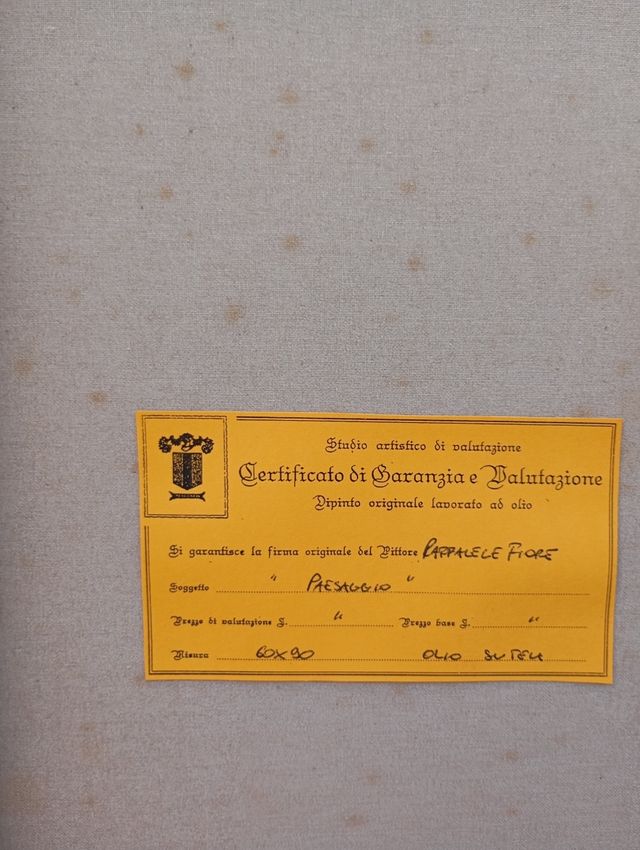 Studio artistico di valutazione
Certificato di Garanzia e Valutazione
Dipinto originale lavorato ad olio
Si garantisce la firma originale del Pittore RAFFAELE FIORE
Soggetto " PAESAGGIO "
Prezzo di valutazione £. " Prezzo base £. "
Misura 60X90 OLIO SU TELA